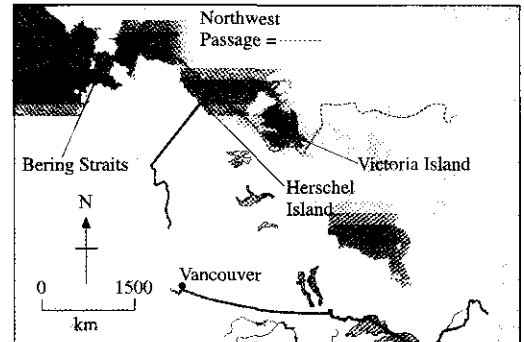 Northwest
Passage =
Bering Straits
Victoria Island
Herschel
Island
N
Vancouver
0 1500
km